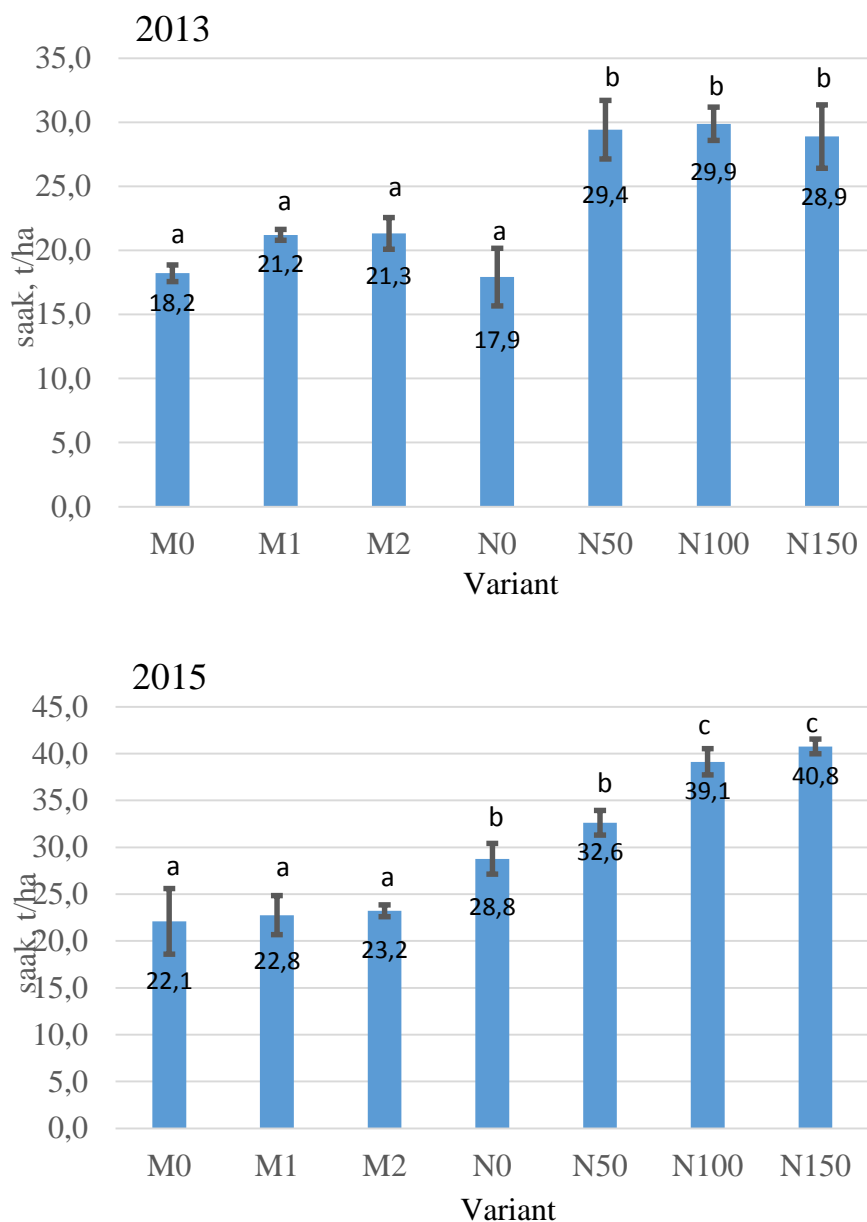 2013
35,0
30,0
25,0
20,0
15,0
10,0
5,0
0,0
saak, t/ha
a a a a b b b
18,2 21,2 21,3 17,9 29,4 29,9 28,9
M0 M1 M2 N0 N50 N100 N150
Variant
2015
45,0
40,0
35,0
30,0
25,0
20,0
15,0
10,0
5,0
0,0
saak, t/ha
a a a b b c c
22,1 22,8 23,2 28,8 32,6 39,1 40,8
M0 M1 M2 N0 N50 N100 N150
Variant